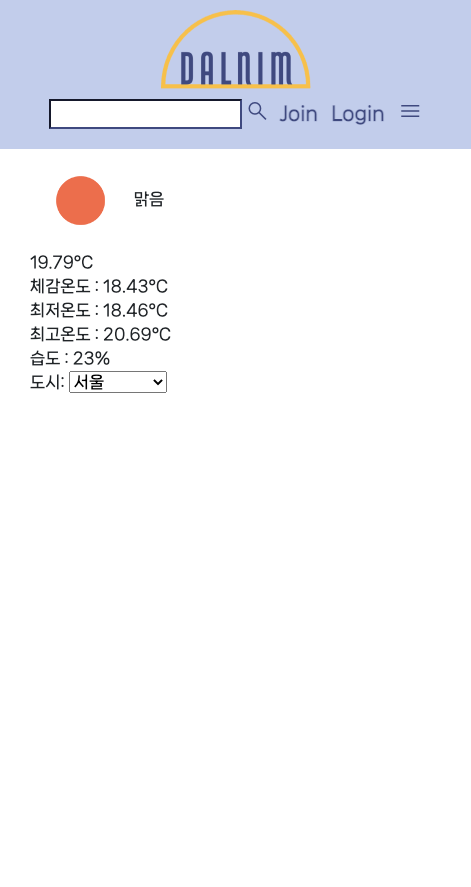 DALNIM
Join Login
맑음
19.79°C
체감온도 : 18.43°C
최저온도 : 18.46°C
최고온도 : 20.69°C
습도 : 23%
도시: 서울